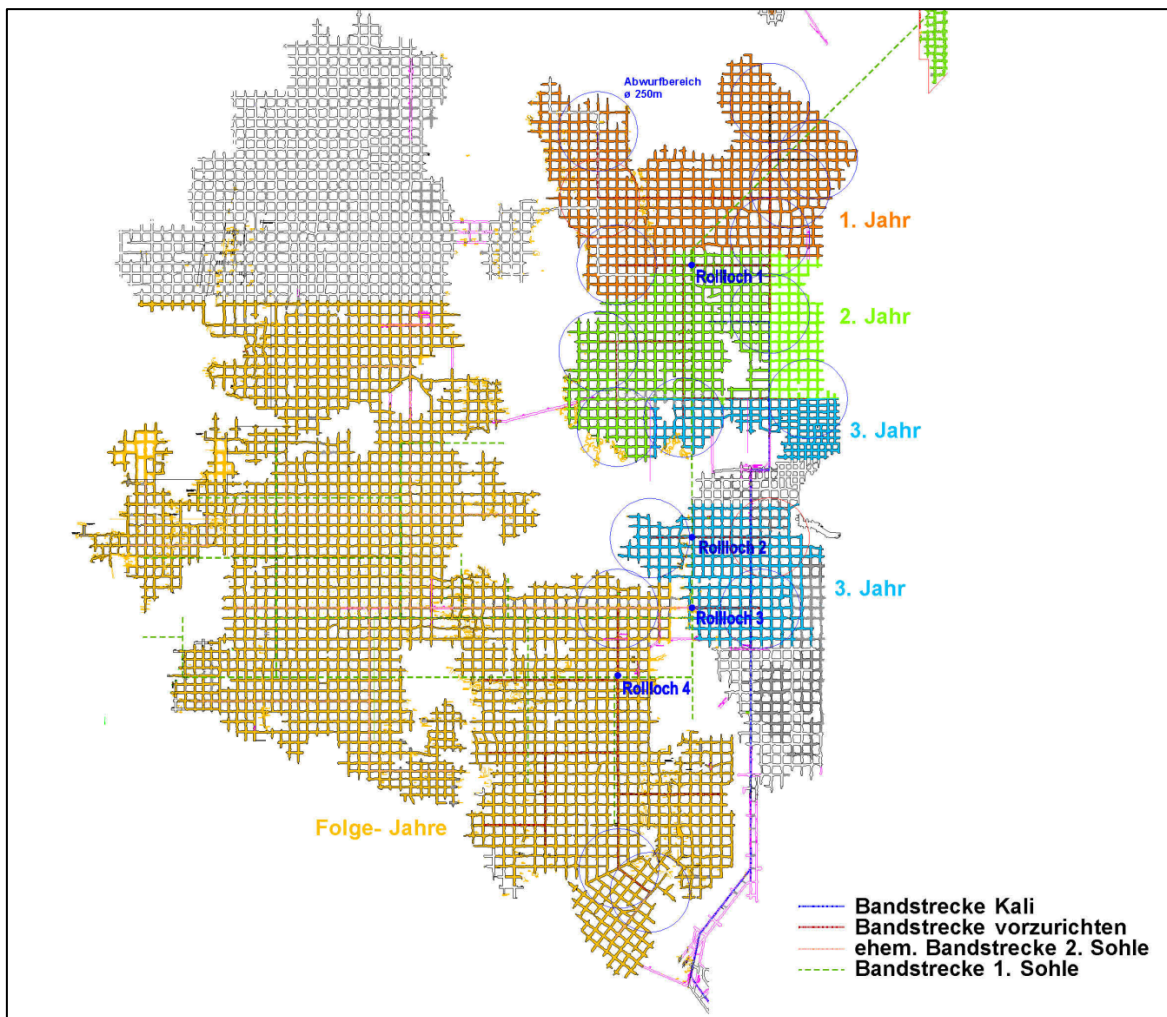 Abwurfbereich
ø 250m
1. Jahr
Rollloch 1
2. Jahr
3. Jahr
Rollloch 2
3. Jahr
Rollloch 3
Rollloch 4
Folge- Jahre
Bandstrecke Kali
Bandstrecke vorzurichten
ehem. Bandstrecke 2. Sohle
Bandstrecke 1. Sohle